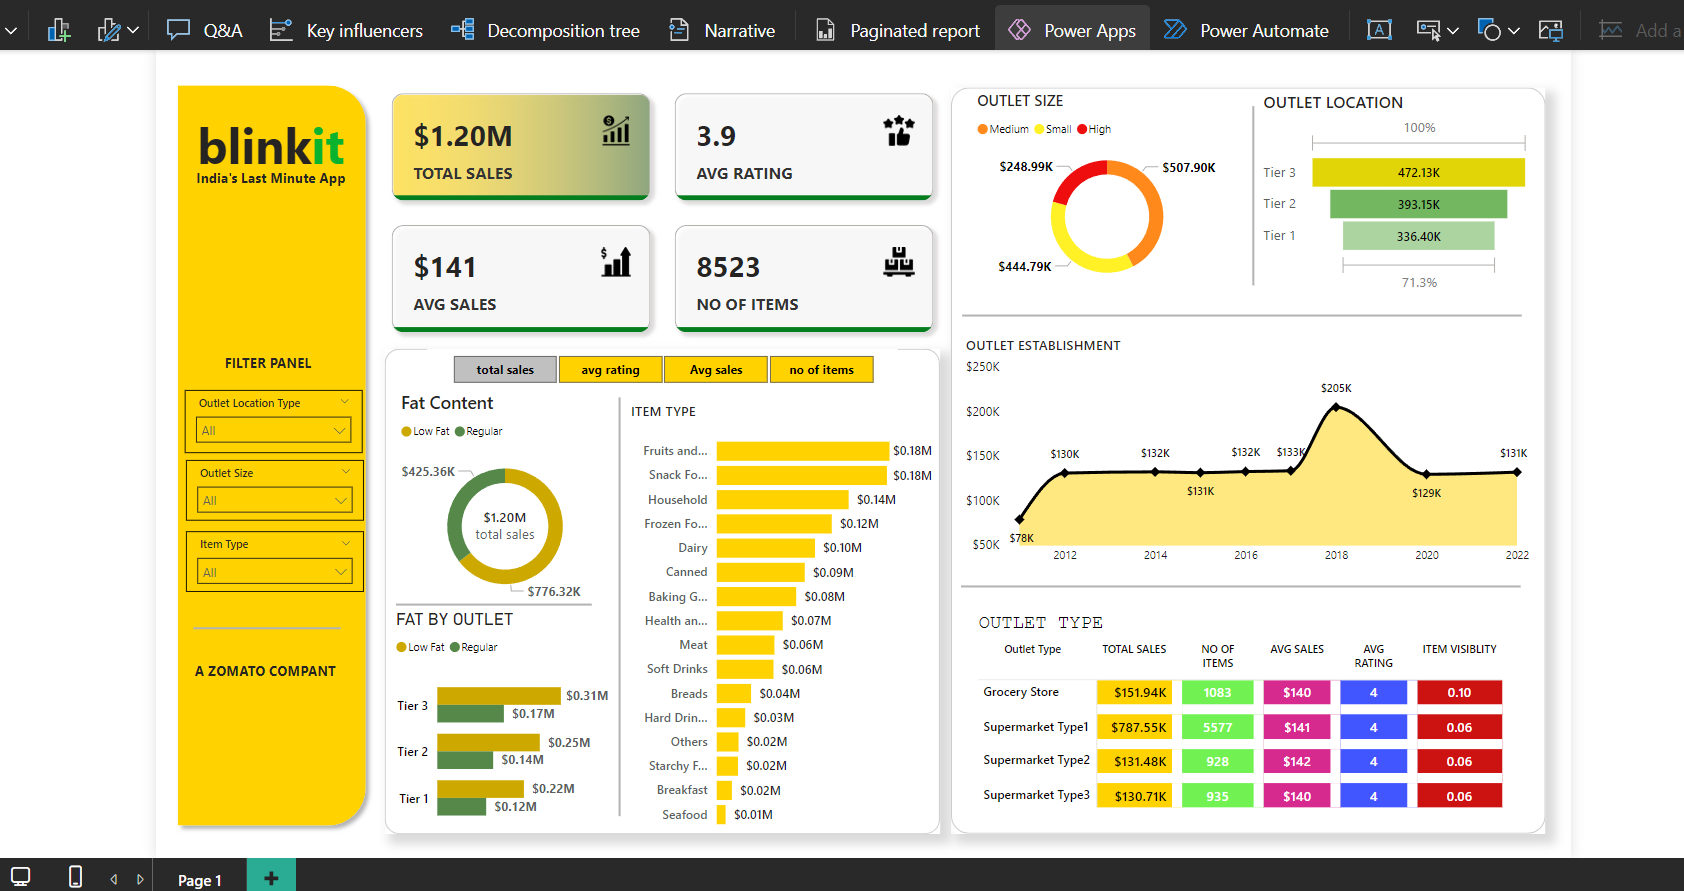 Q&A
Key influencers
Decomposition tree
Narrative
Paginated report
Power Apps
Power Automate
Add a
blinkit
India's Last Minute App
FILTER PANEL
Outlet Location Type
All
Outlet Size
All
Item Type
All
A ZOMATO COMPANT
$1.20M
TOTAL SALES
3.9
AVG RATING
$141
AVG SALES
8523
NO OF ITEMS
total sales
avg rating
Avg sales
no of items
Fat Content
Low Fat Regular
$425.36K
$1.20M
total sales
$776.32K
FAT BY OUTLET
Low Fat Regular
Tier 3 $0.31M
$0.17M
Tier 2 $0.25M
$0.14M
Tier 1 $0.22M
$0.12M
ITEM TYPE
Fruits and... $0.18M
Snack Fo... $0.18M
Household $0.14M
Frozen Fo... $0.12M
Dairy $0.10M
Canned $0.09M
Baking G... $0.08M
Health an... $0.07M
Meat $0.06M
Soft Drinks $0.06M
Breads $0.04M
Hard Drin... $0.03M
Others $0.02M
Starchy F... $0.02M
Breakfast $0.02M
Seafood $0.01M
OUTLET SIZE
Medium Small High
$248.99K
$507.90K
$444.79K
OUTLET LOCATION
100%
Tier 3 472.13K
Tier 2 393.15K
Tier 1 336.40K
71.3%
OUTLET ESTABLISHMENT
$250K
$200K
$150K
$100K
$50K
$78K
$130K
$132K
$131K
$132K
$133K
$205K
$129K
$131K
2012 2014 2016 2018 2020 2022
OUTLET TYPE
Outlet Type TOTAL SALES NO OF ITEMS AVG SALES AVG RATING ITEM VISIBLITY
Grocery Store $151.94K 1083 $140 4 0.10
Supermarket Type1 $787.55K 5577 $141 4 0.06
Supermarket Type2 $131.48K 928 $142 4 0.06
Supermarket Type3 $130.71K 935 $140 4 0.06
Page 1